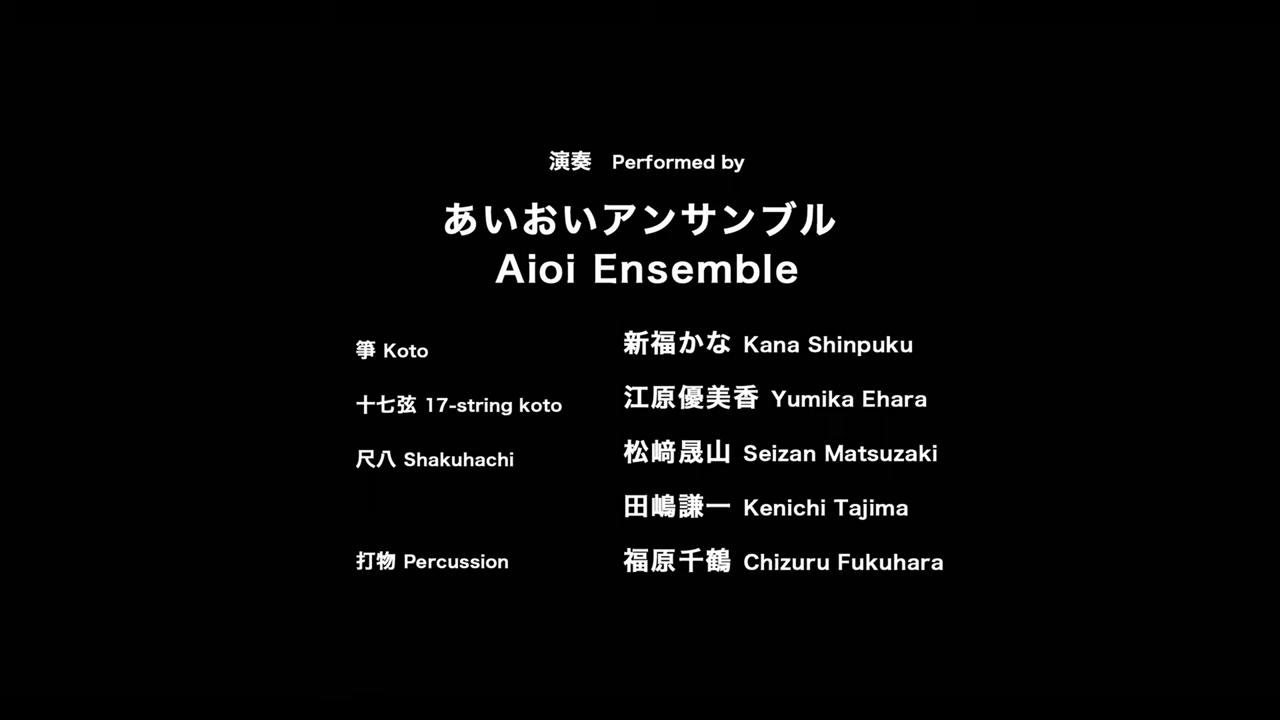 演奏　Performed by
あいおいアンサンブル
Aioi Ensemble
箏 Koto 新福かな Kana Shinpuku
十七弦 17-string koto 江原優美香 Yumika Ehara
尺八 Shakuhachi 松﨑晟山 Seizan Matsuzaki
田嶋謙一 Kenichi Tajima
打物 Percussion 福原千鶴 Chizuru Fukuhara